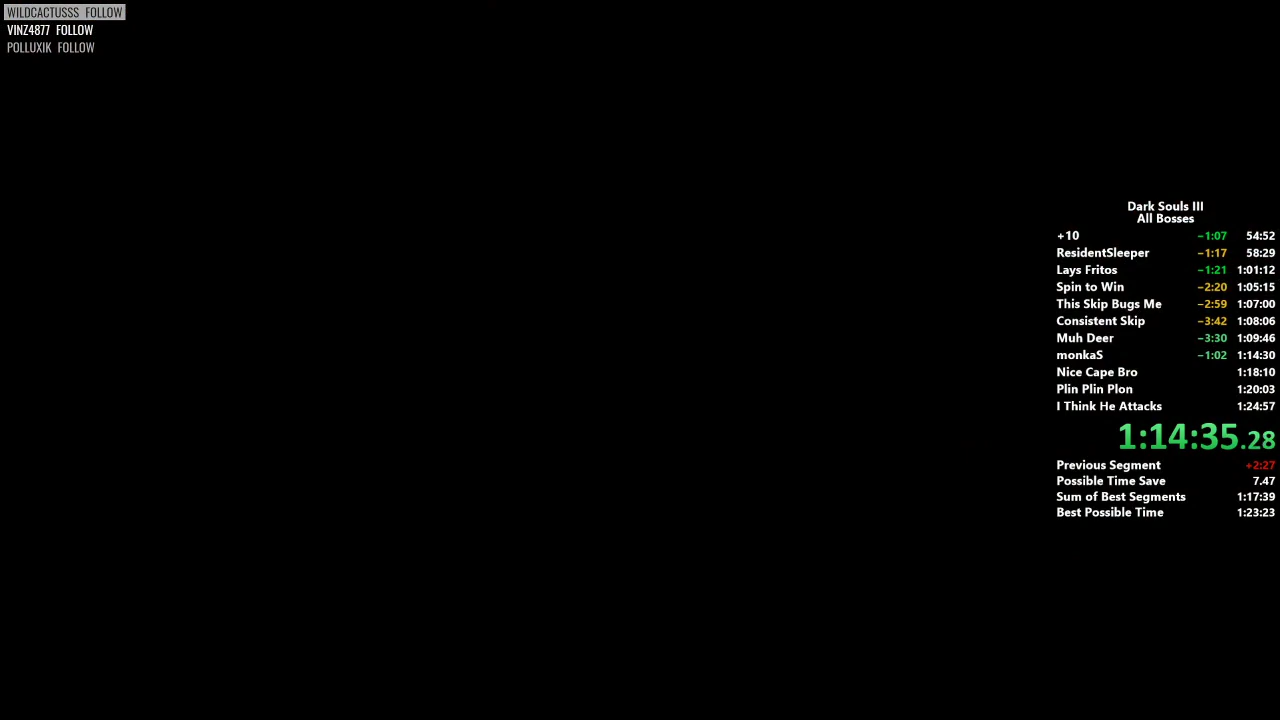 WILDCACTUSSS FOLLOW
VINZ4877 FOLLOW
POLLUXIK FOLLOW
Dark Souls III
All Bosses
+10 −1:07 54:52
ResidentSleeper −1:17 58:29
Lays Fritos −1:21 1:01:12
Spin to Win −2:20 1:05:15
This Skip Bugs Me −2:59 1:07:00
Consistent Skip −3:42 1:08:06
Muh Deer −3:30 1:09:46
monkaS −1:02 1:14:30
Nice Cape Bro 1:18:10
Plin Plin Plon 1:20:03
I Think He Attacks 1:24:57
1:14:35.28
Previous Segment +2:27
Possible Time Save 7.47
Sum of Best Segments 1:17:39
Best Possible Time 1:23:23